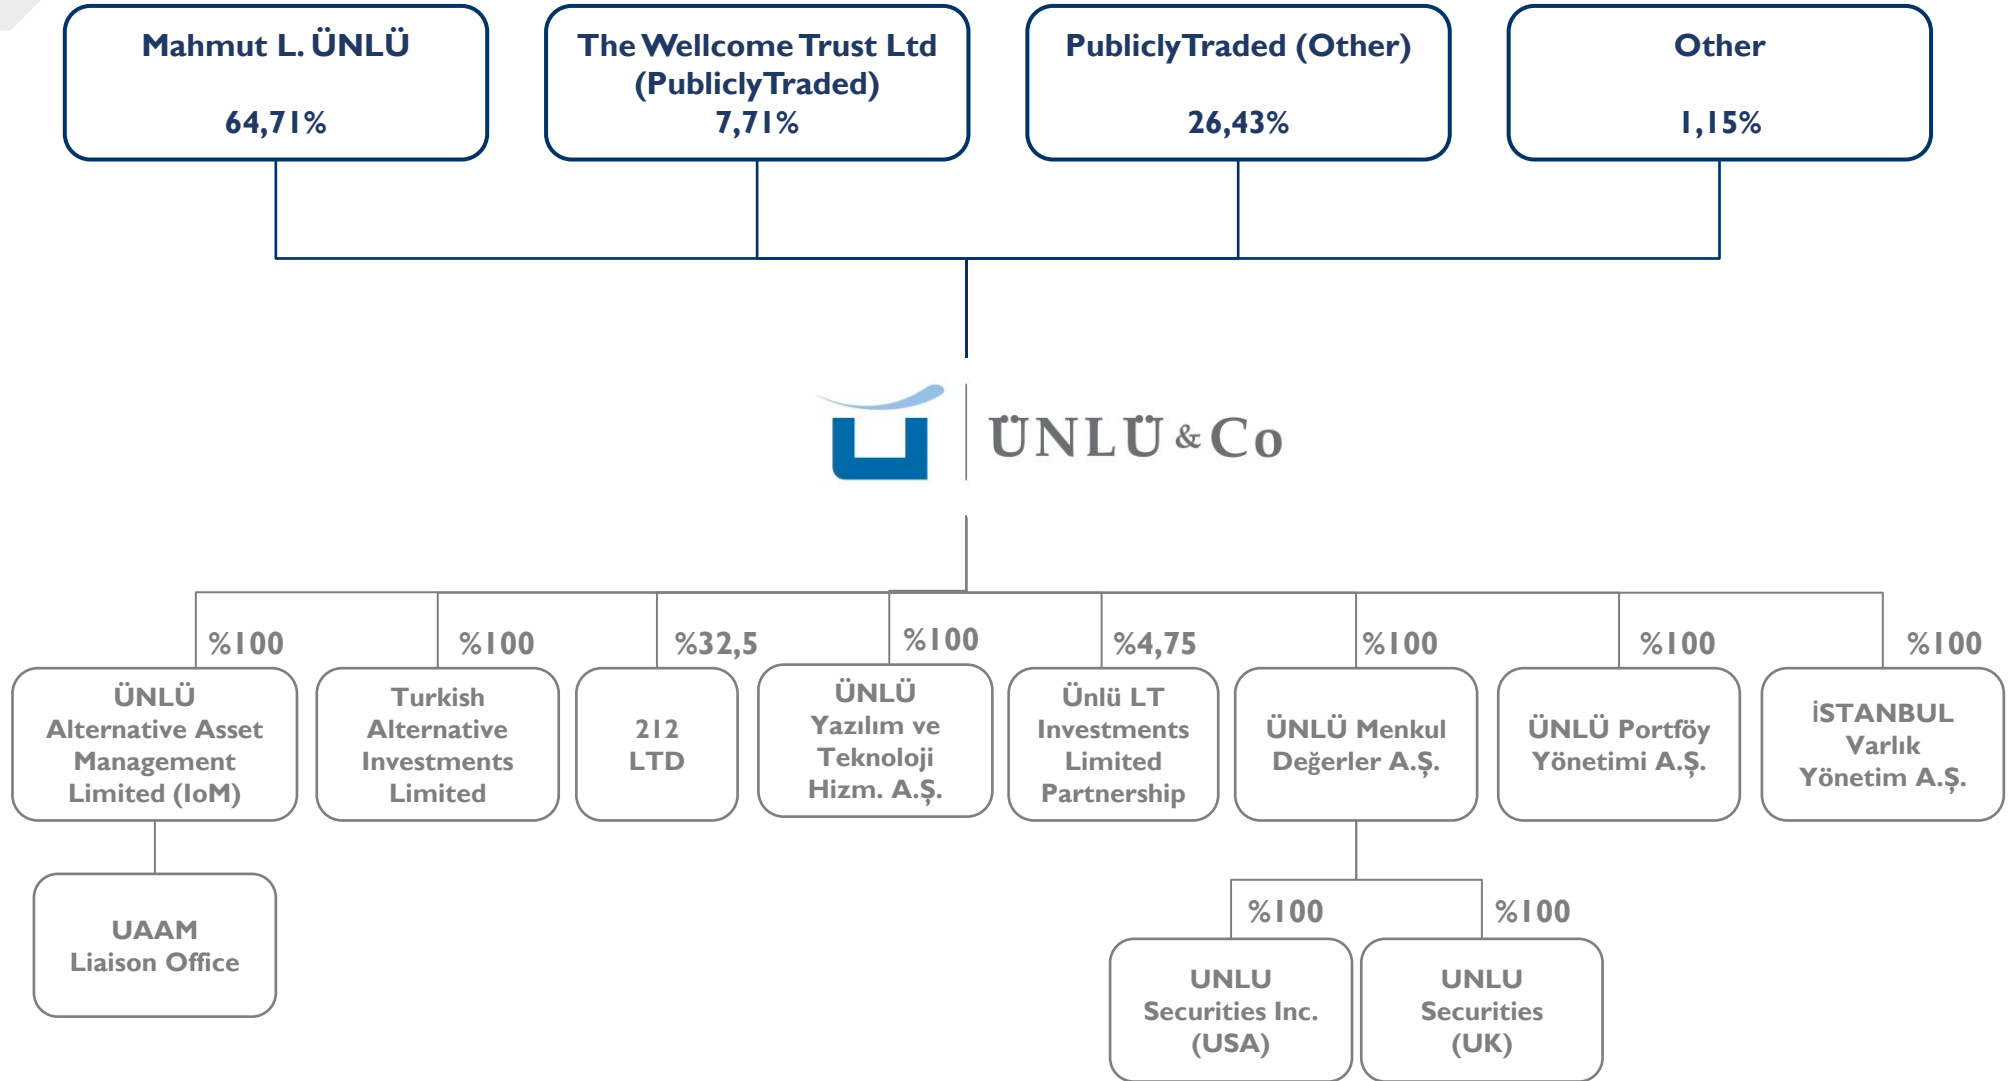 Mahmut L. ÜNLÜ
64,71%
The Wellcome Trust Ltd
(Publicly Traded)
7,71%
Publicly Traded (Other)
26,43%
Other
1,15%
ÜNLÜ & Co
%100
%100
%32,5
%100
%4,75
%100
%100
%100
ÜNLÜ
Alternative Asset
Management
Limited (IoM)
Turkish
Alternative
Investments
Limited
212
LTD
ÜNLÜ
Yazılım ve
Teknoloji
Hizm. A.Ş.
Ünlü LT
Investments
Limited
Partnership
ÜNLÜ Menkul
Değerler A.Ş.
ÜNLÜ Portföy
Yönetimi A.Ş.
İSTANBUL
Varlık
Yönetim A.Ş.
UAAM
Liaison Office
%100
%100
UNLU
Securities Inc.
(USA)
UNLU
Securities
(UK)